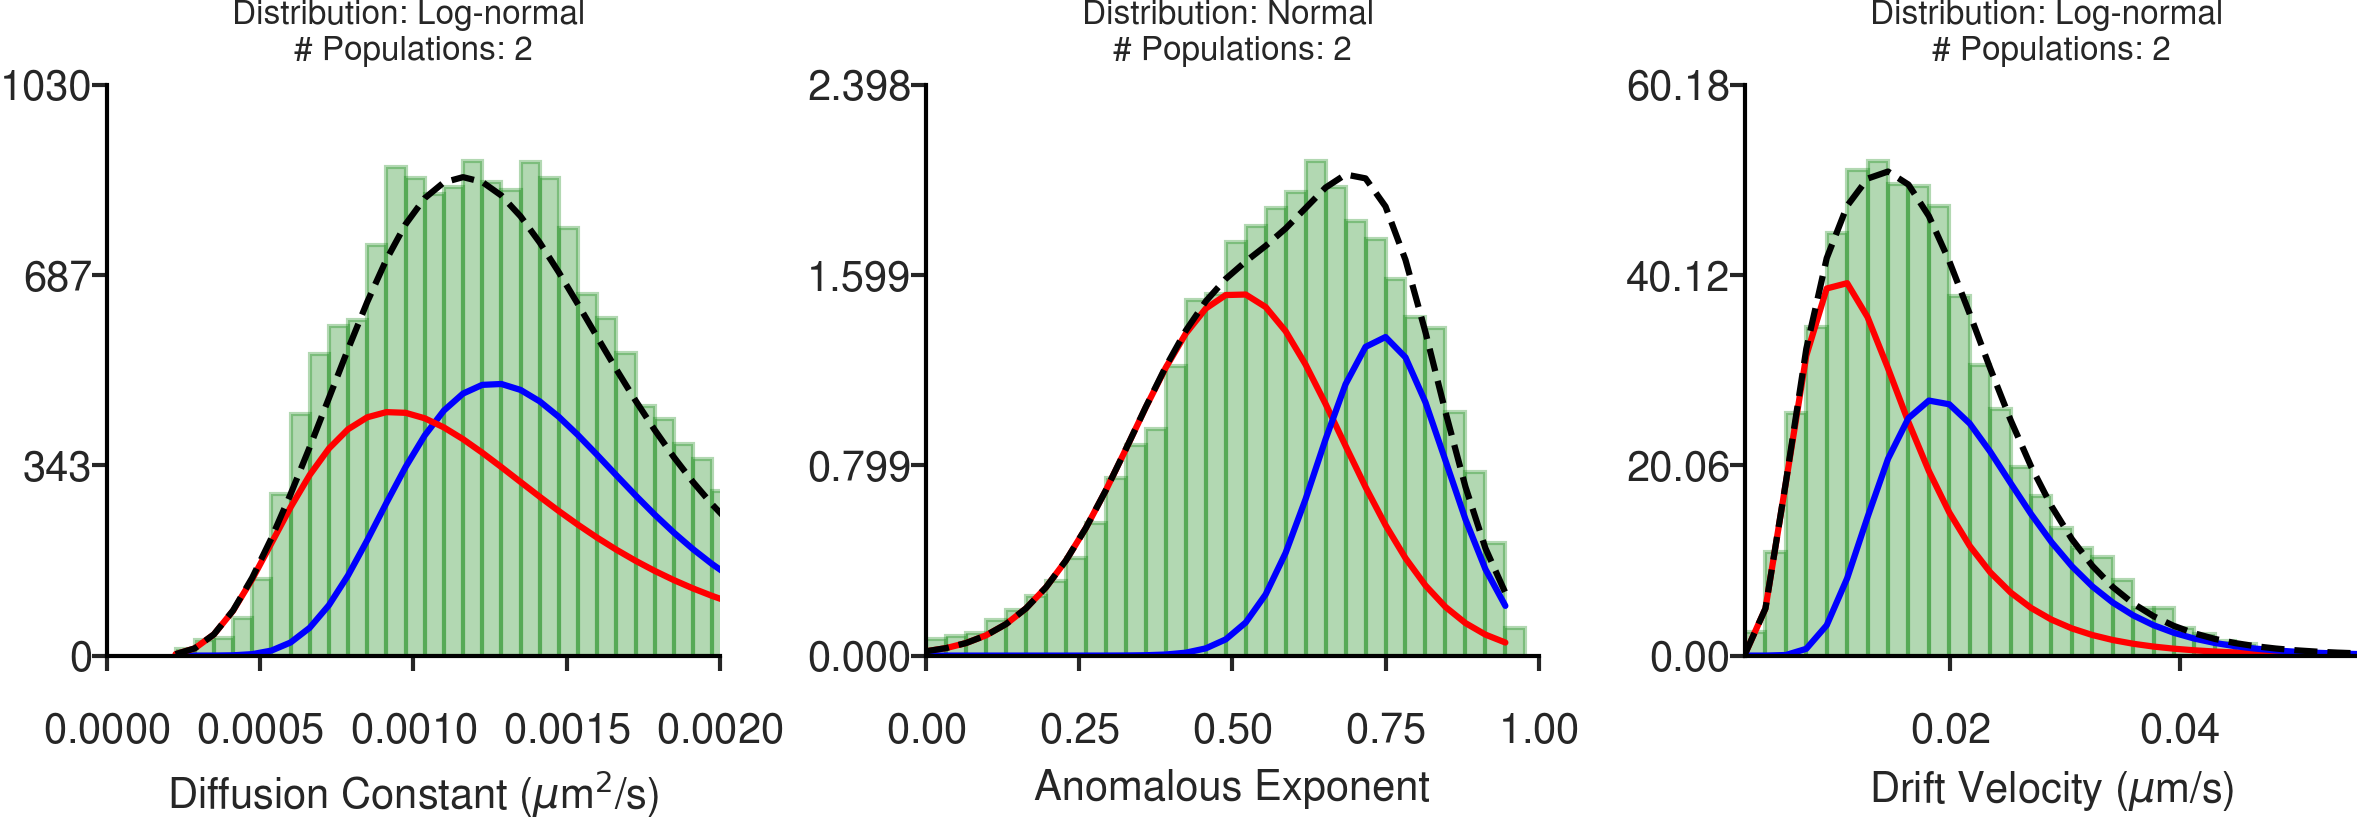 Distribution: Log-normal
# Populations: 2
1030
687
343
0
0.0000 0.0005 0.0010 0.0015 0.0020
Diffusion Constant (μm²/s)
Distribution: Normal
# Populations: 2
2.398
1.599
0.799
0.000
0.00 0.25 0.50 0.75 1.00
Anomalous Exponent
Distribution: Log-normal
# Populations: 2
60.18
40.12
20.06
0.00
0.02 0.04
Drift Velocity (μm/s)